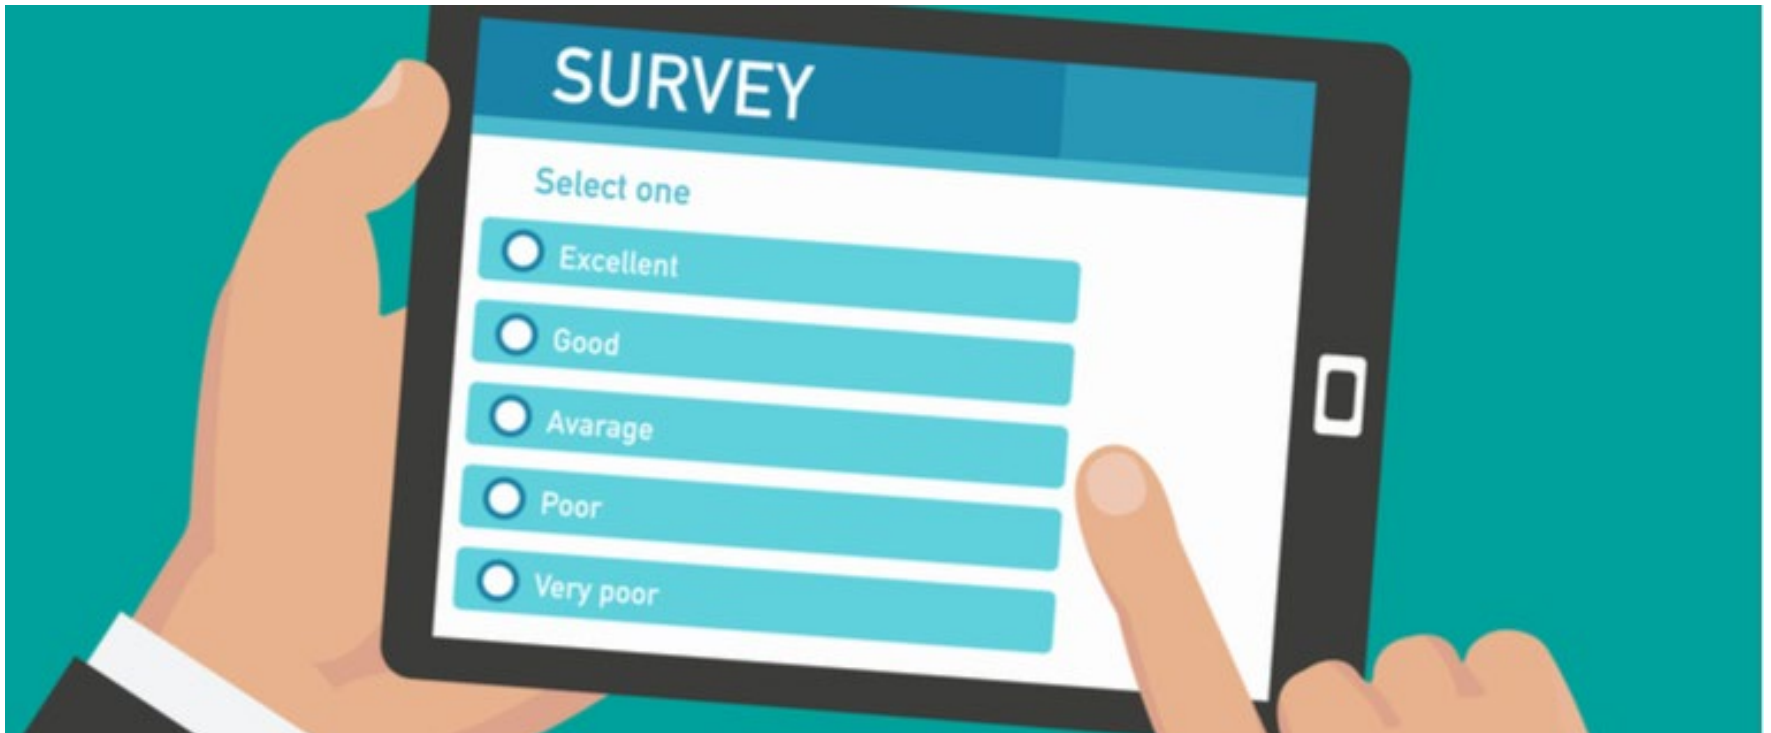 SURVEY
Select one
Excellent
Good
Avarage
Poor
Very poor